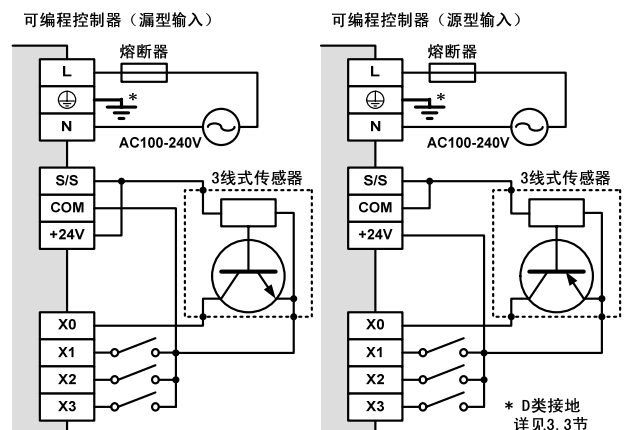 可编程控制器（漏型输入）
熔断器
L
*
N
AC100-240V
S/S
3线式传感器
COM
+24V
X0
X1
X2
X3
可编程控制器（源型输入）
熔断器
L
*
N
AC100-240V
S/S
3线式传感器
COM
+24V
X0
X1
X2
X3
* D类接地
详见3.3节